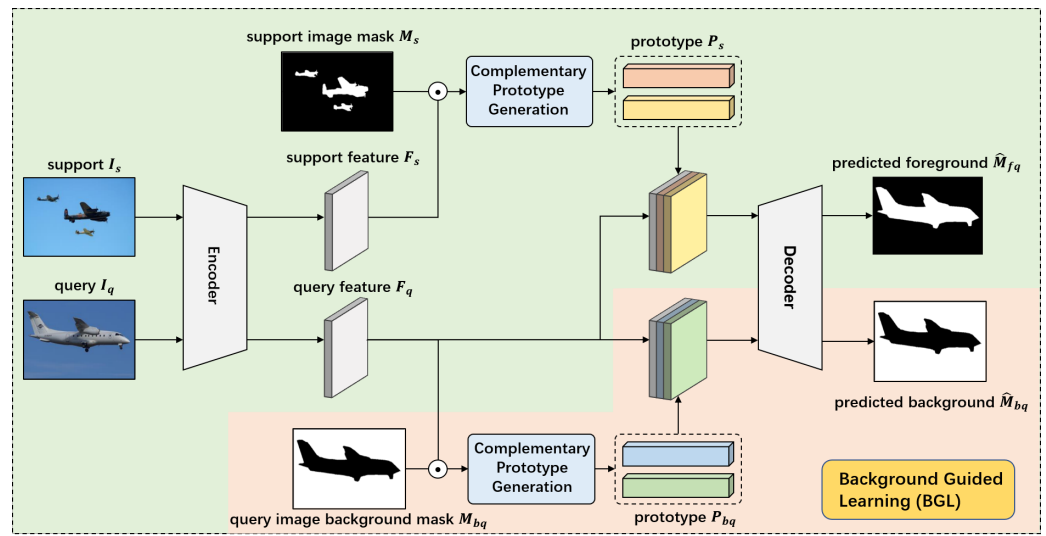 support image mask M_s
prototype P_s
Complementary
Prototype
Generation
support feature F_s
support I_s
predicted foreground M̂_fq
Encoder
Decoder
query I_q
query feature F_q
predicted background M̂_bq
Complementary
Prototype
Generation
Background Guided
Learning (BGL)
query image background mask M_bq
prototype P_bq